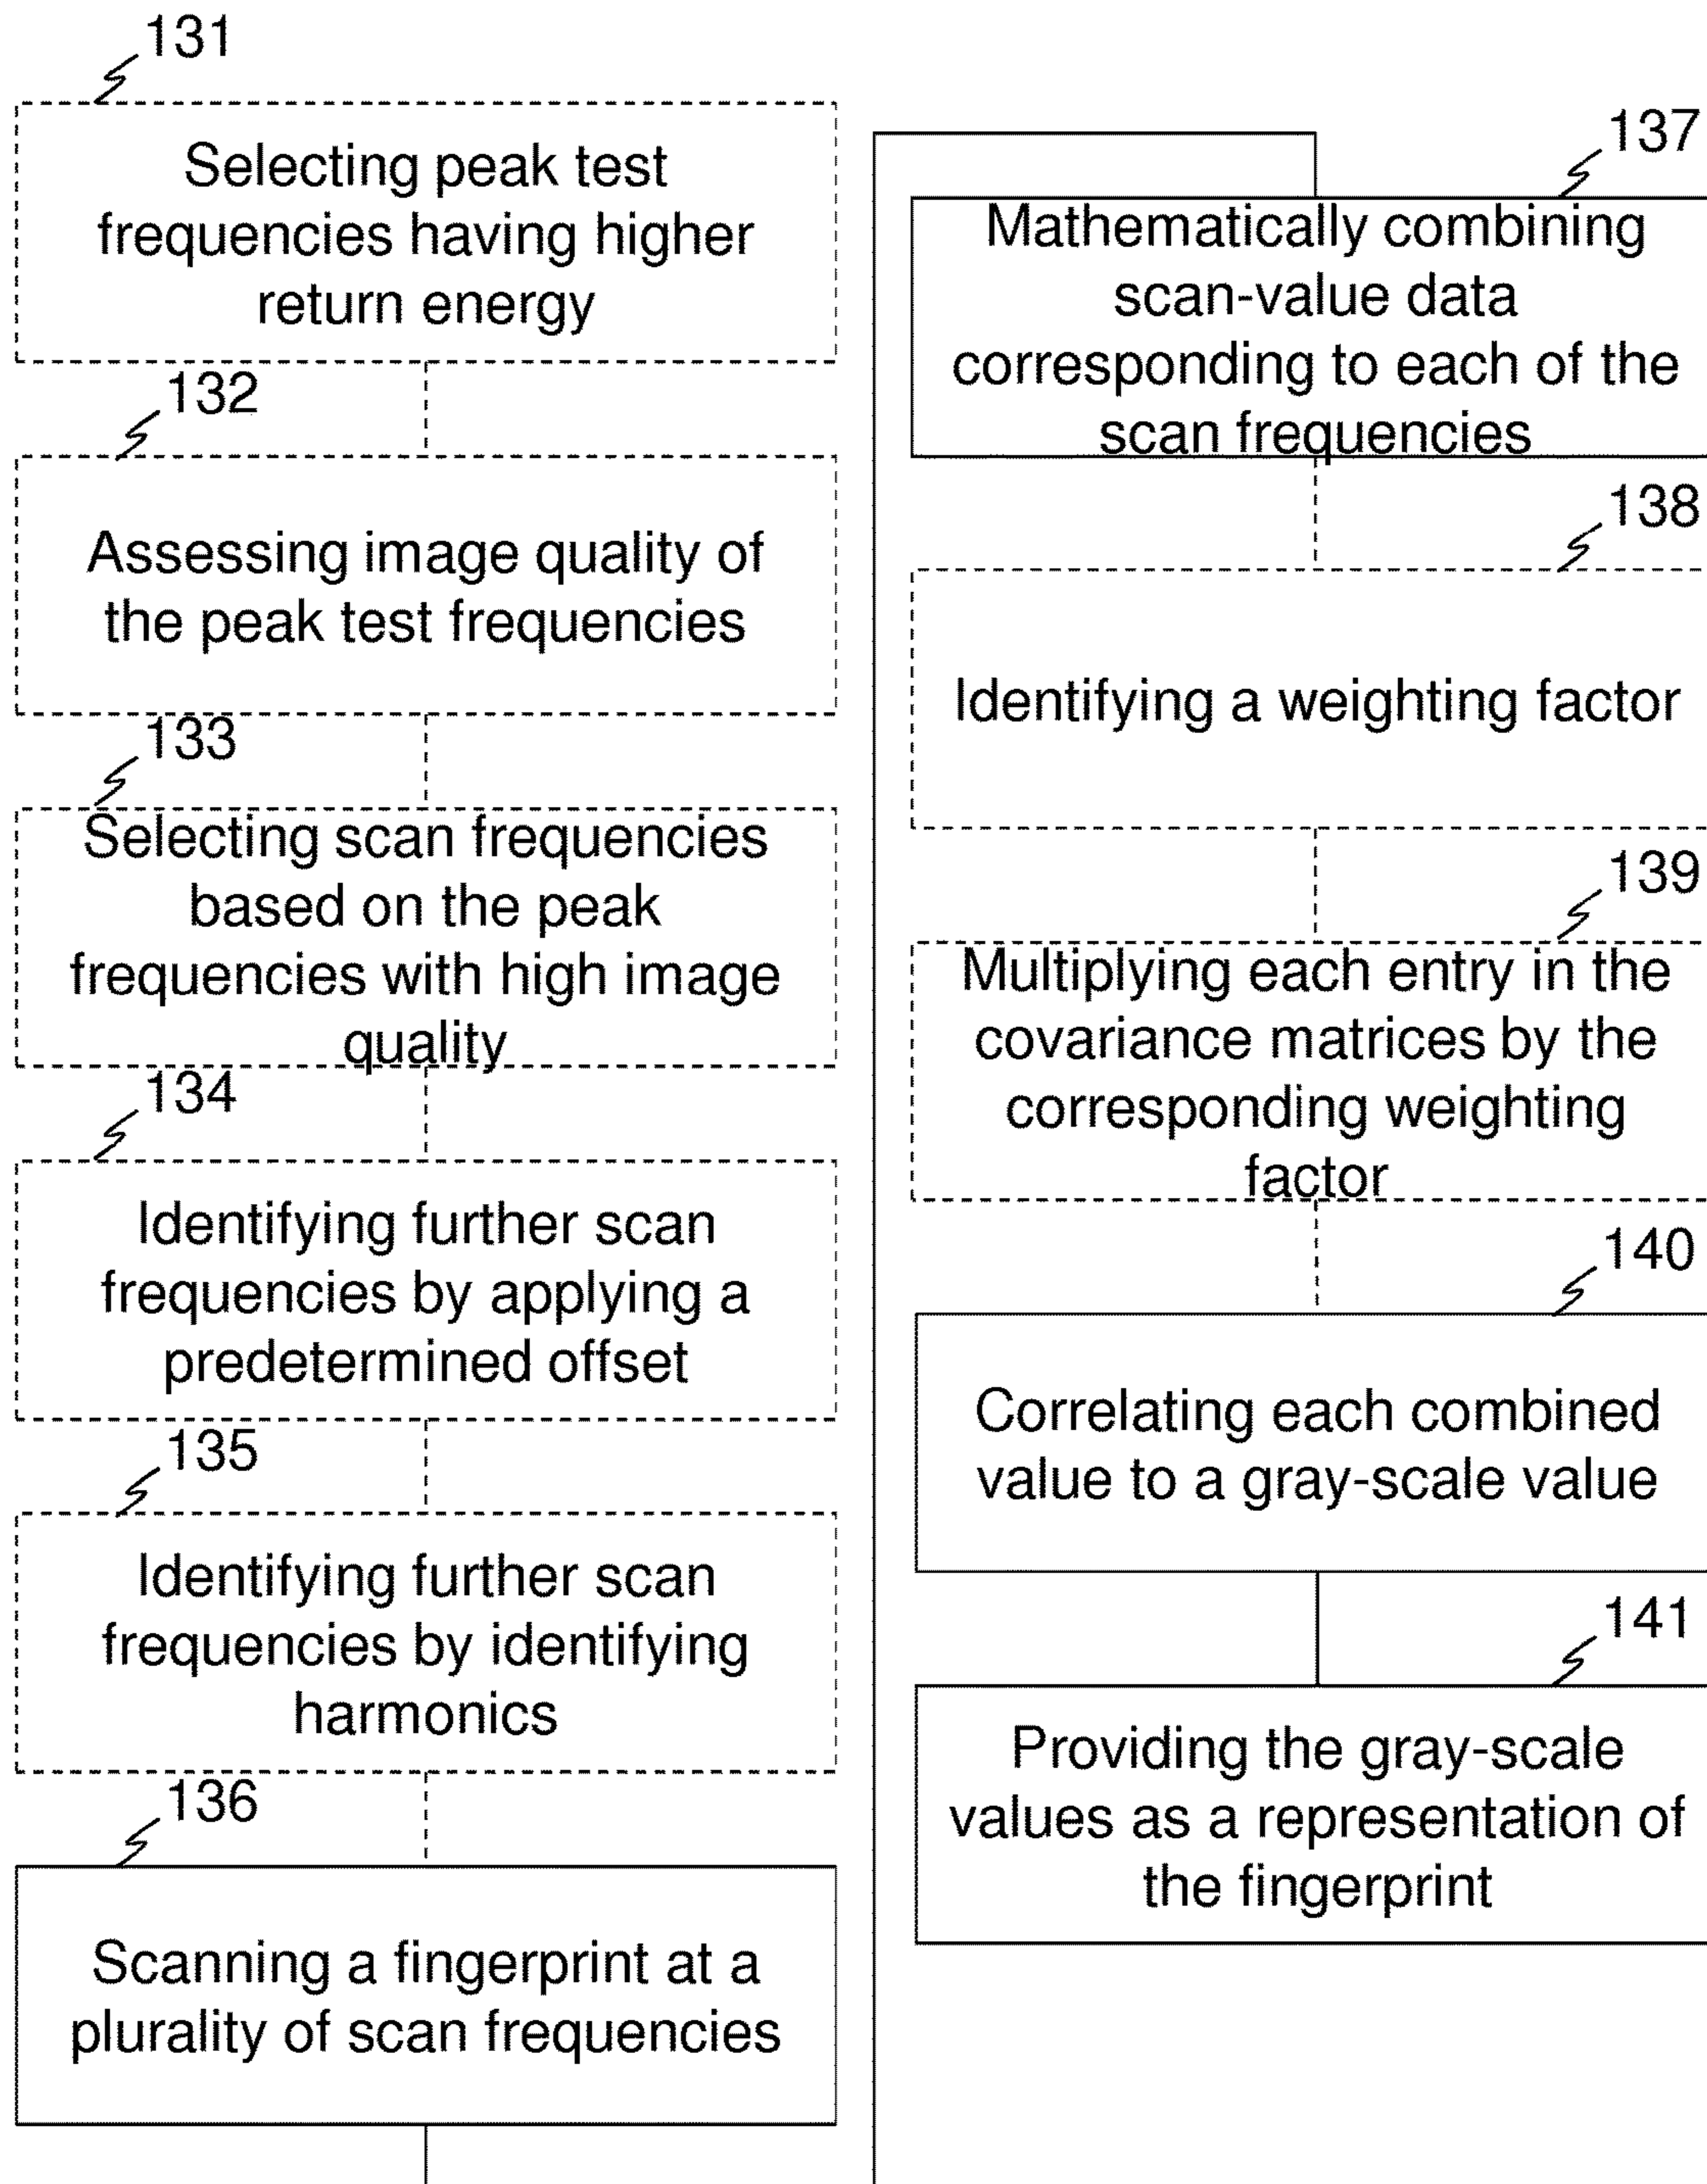 131
Selecting peak test
frequencies having higher
return energy
132
Assessing image quality of
the peak test frequencies
133
Selecting scan frequencies
based on the peak
frequencies with high image
quality
134
Identifying further scan
frequencies by applying a
predetermined offset
135
Identifying further scan
frequencies by identifying
harmonics
136
Scanning a fingerprint at a
plurality of scan frequencies
137
Mathematically combining
scan-value data
corresponding to each of the
scan frequencies
138
Identifying a weighting factor
139
Multiplying each entry in the
covariance matrices by the
corresponding weighting
factor
140
Correlating each combined
value to a gray-scale value
141
Providing the gray-scale
values as a representation of
the fingerprint